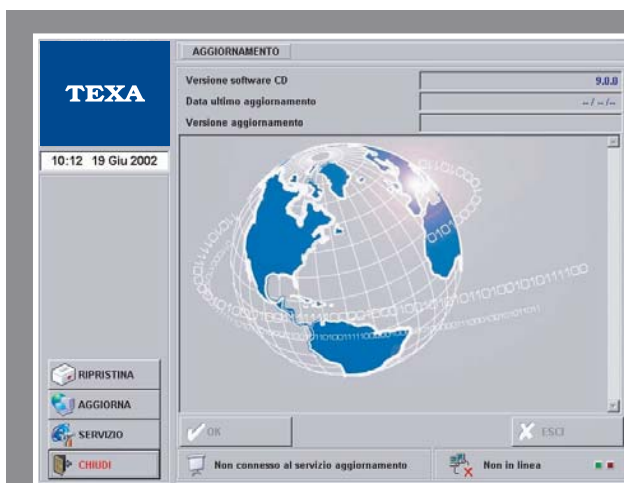 AGGIORNAMENTO
TEXA
Versione software CD 9.0.0
Data ultimo aggiornamento --/--/--
Versione aggiornamento
10:12 19 Giu 2002
RIPRISTINA
AGGIORNA
SERVIZIO
CHIUDI
OK
ESCI
Non connesso al servizio aggiornamento
Non in linea